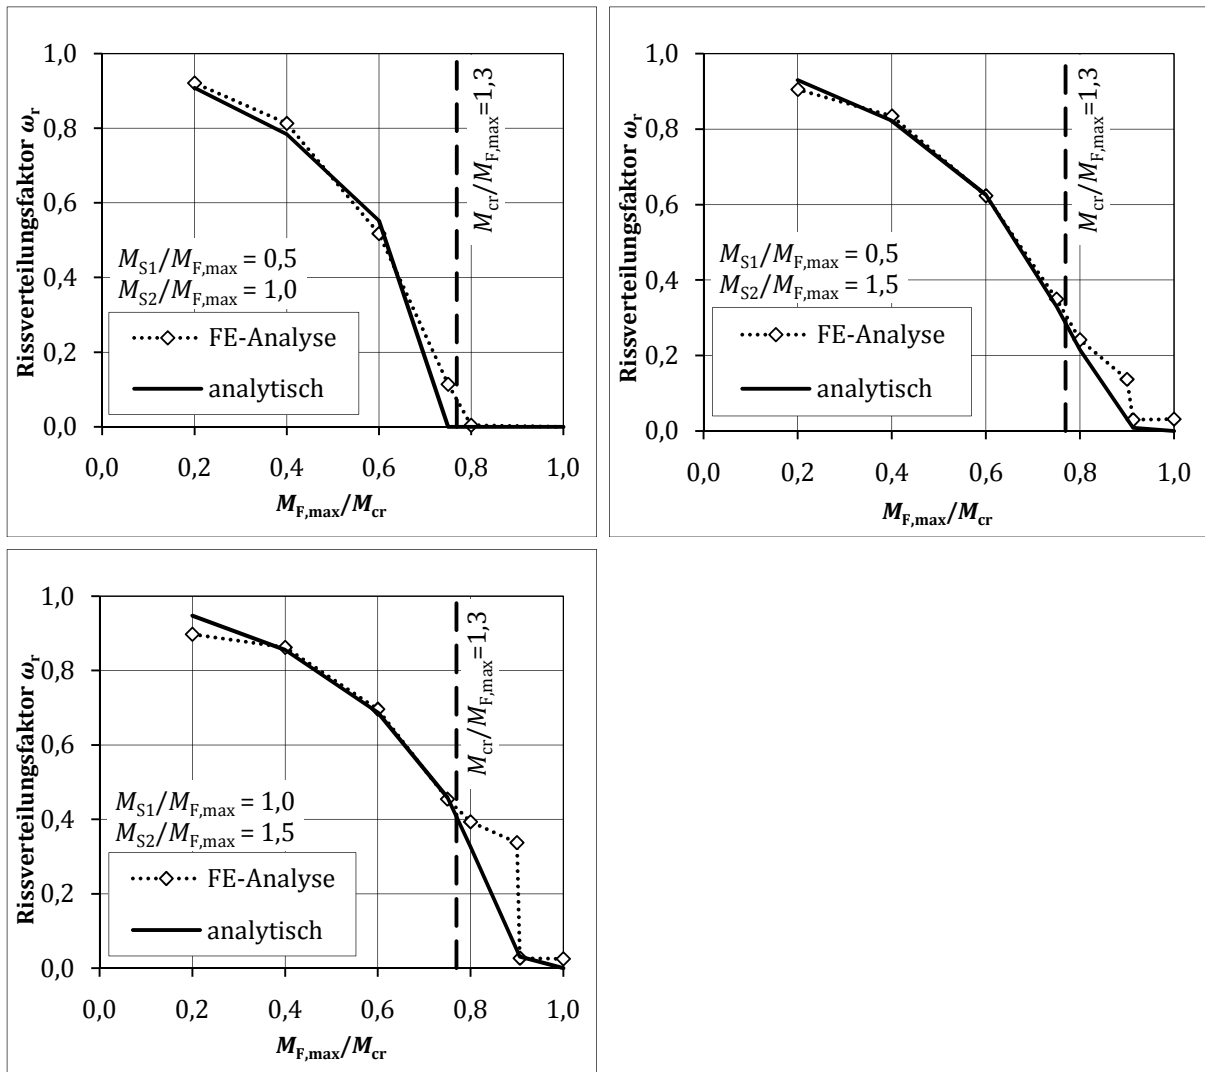 Rissverteilungsfaktor ωr
1,0
0,8
0,6
0,4
0,2
0,0
Mcr/MF,max=1,3
MS1/MF,max = 0,5
MS2/MF,max = 1,0
FE-Analyse
analytisch
0,0 0,2 0,4 0,6 0,8 1,0
MF,max/Mcr
Rissverteilungsfaktor ωr
1,0
0,8
0,6
0,4
0,2
0,0
Mcr/MF,max=1,3
MS1/MF,max = 0,5
MS2/MF,max = 1,5
FE-Analyse
analytisch
0,0 0,2 0,4 0,6 0,8 1,0
MF,max/Mcr
Rissverteilungsfaktor ωr
1,0
0,8
0,6
0,4
0,2
0,0
Mcr/MF,max=1,3
MS1/MF,max = 1,0
MS2/MF,max = 1,5
FE-Analyse
analytisch
0,0 0,2 0,4 0,6 0,8 1,0
MF,max/Mcr